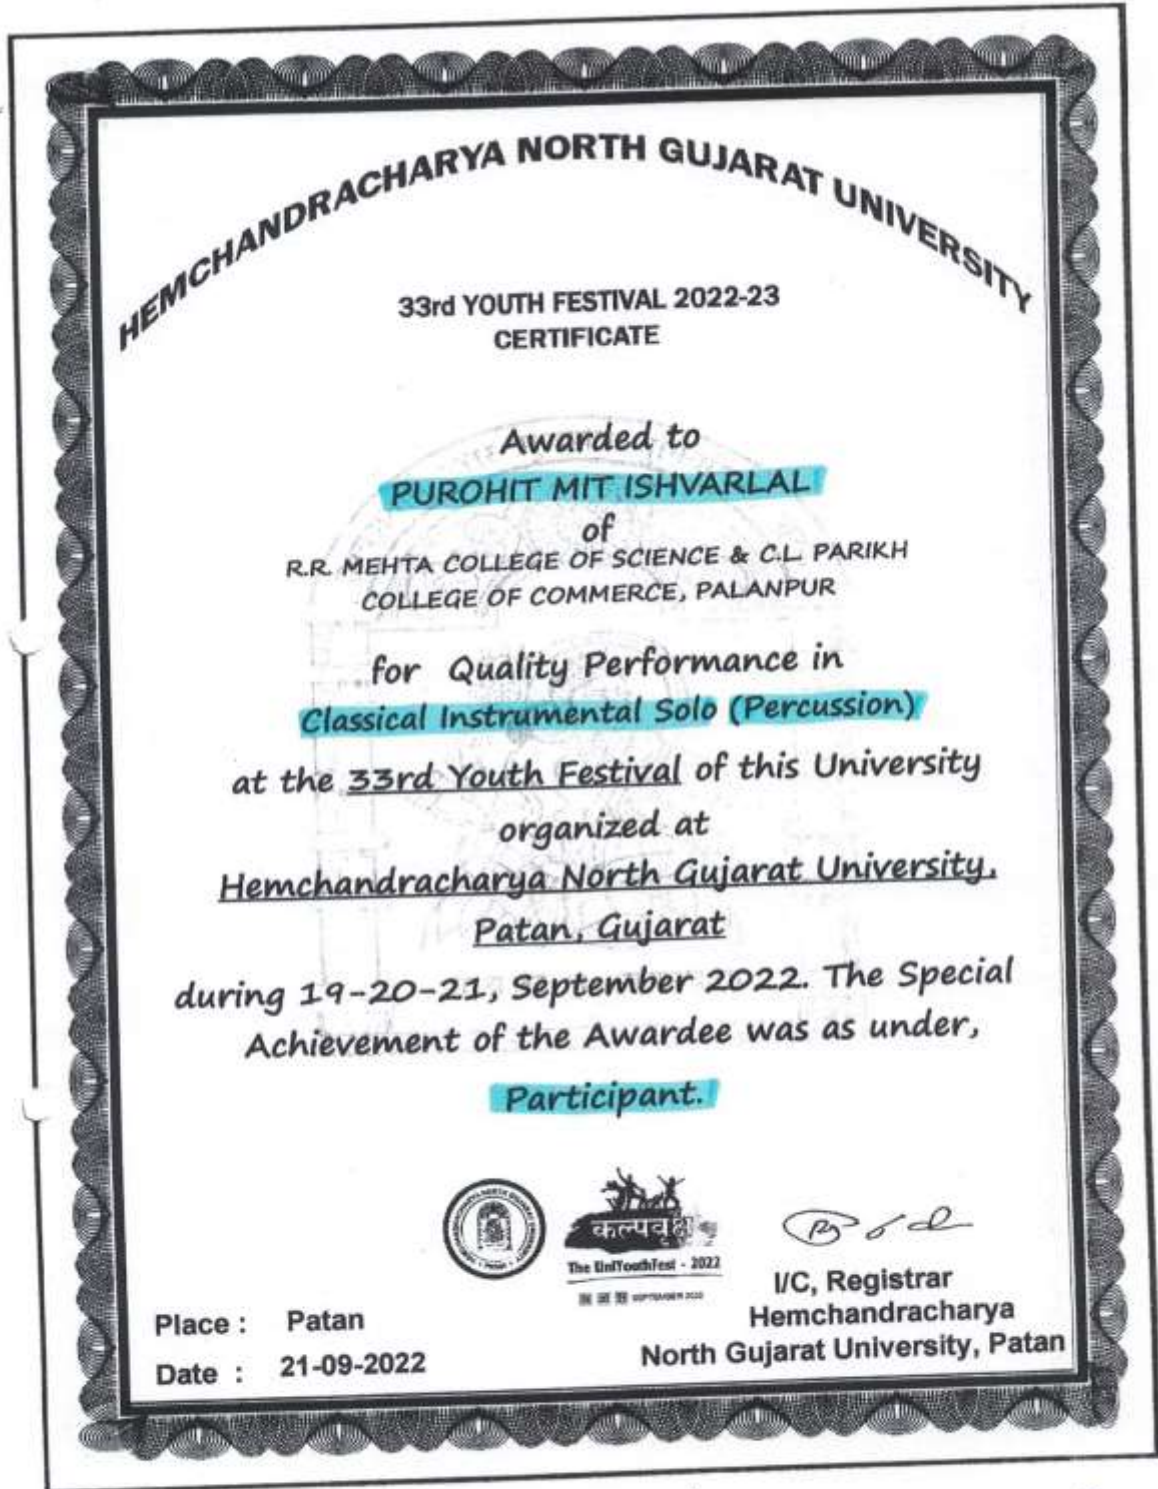 HEMCHANDRACHARYA NORTH GUJARAT UNIVERSITY
33rd YOUTH FESTIVAL 2022-23
CERTIFICATE
Awarded to
PUROHIT MIT ISHVARLAL
of
R.R. MEHTA COLLEGE OF SCIENCE & C.L. PARIKH
COLLEGE OF COMMERCE, PALANPUR
for Quality Performance in
Classical Instrumental Solo (Percussion)
at the 33rd Youth Festival of this University
organized at
Hemchandracharya North Gujarat University,
Patan, Gujarat
during 19-20-21, September 2022. The Special
Achievement of the Awardee was as under,
Participant.
कल्पवृक्ष
The UniYouthFest - 2022
SEPTEMBER 2022
I/C, Registrar
Hemchandracharya
North Gujarat University, Patan
Place : Patan
Date : 21-09-2022